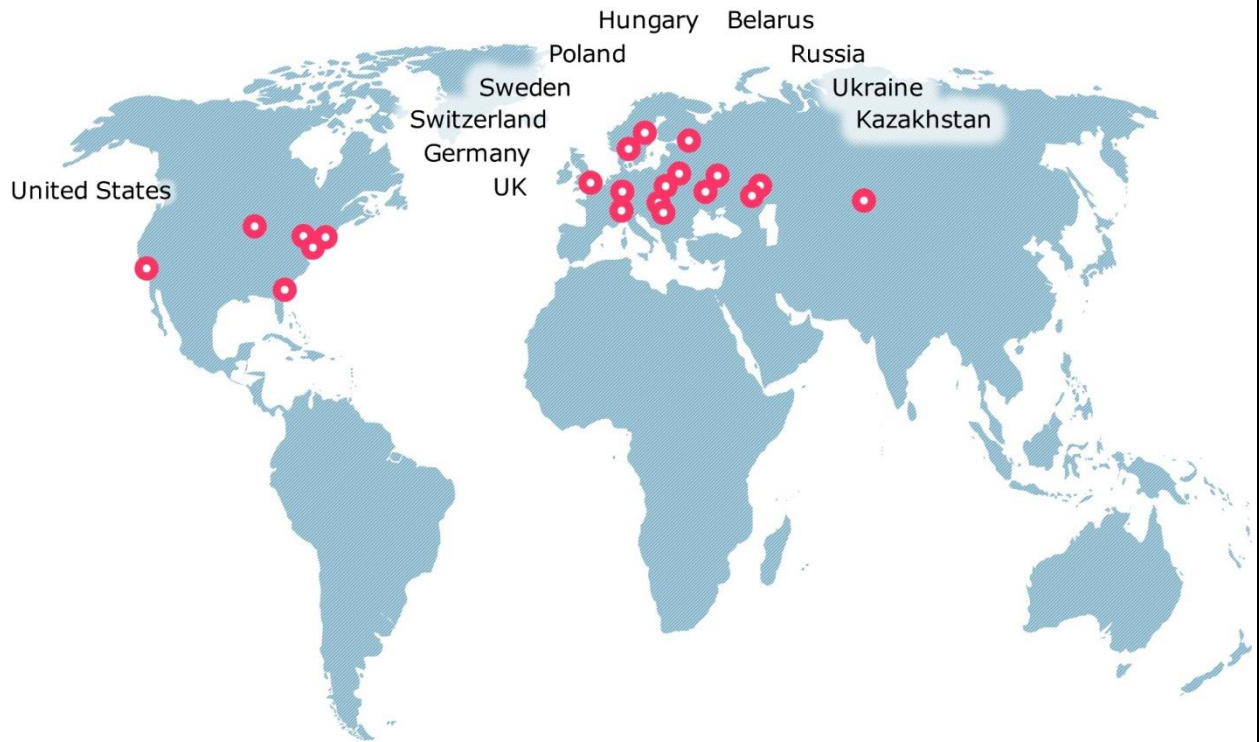 Hungary Belarus
Poland Russia
Sweden Ukraine
Switzerland Kazakhstan
Germany
UK
United States